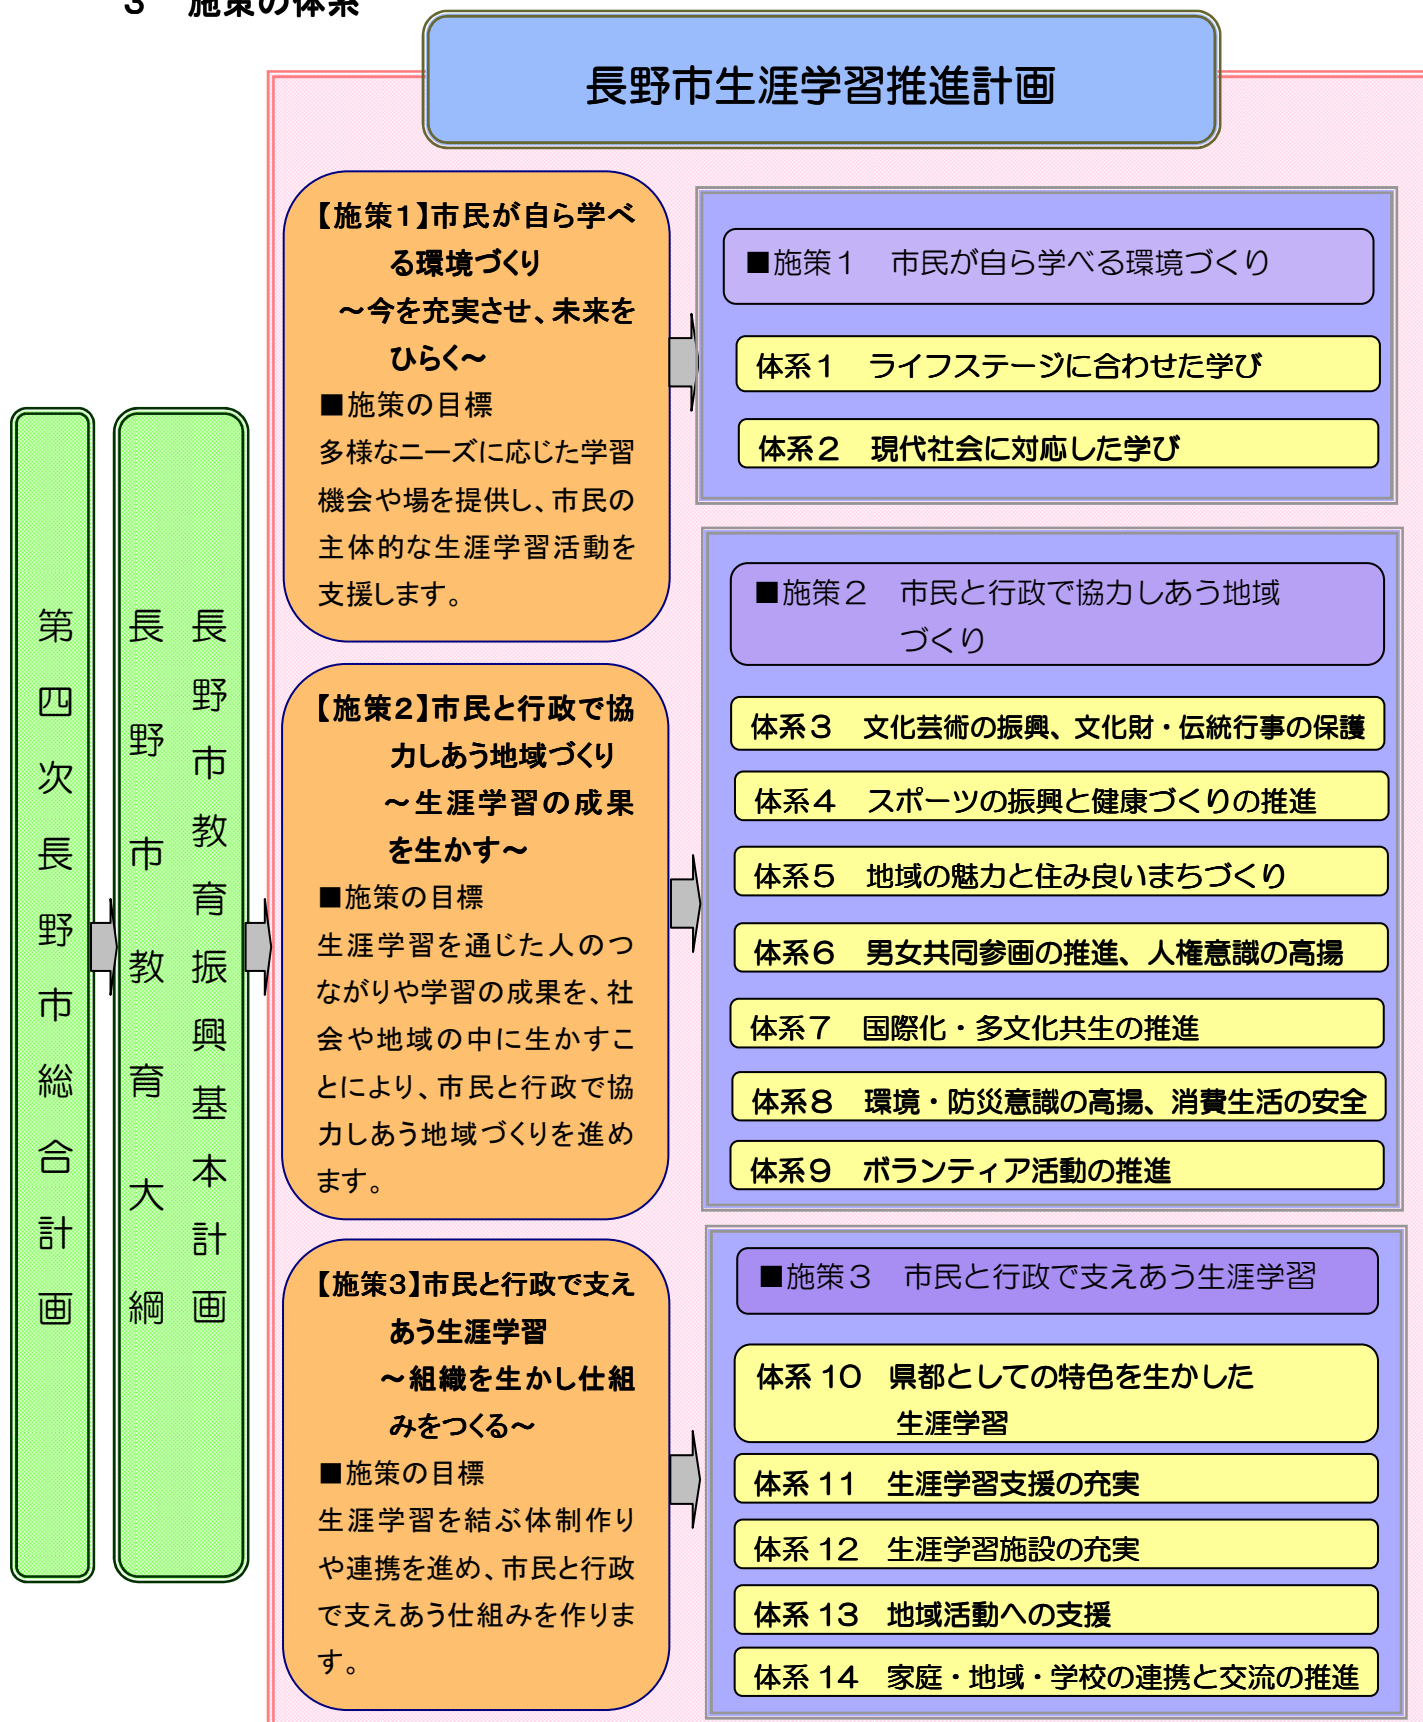 ３　施策の体系
長野市生涯学習推進計画
第四次長野市総合計画
長野市教育大綱
長野市教育振興基本計画
【施策１】市民が自ら学べ
る環境づくり
～今を充実させ、未来を
ひらく～
■施策の目標
多様なニーズに応じた学習
機会や場を提供し、市民の
主体的な生涯学習活動を
支援します。
■施策１　市民が自ら学べる環境づくり
体系１　ライフステージに合わせた学び
体系２　現代社会に対応した学び
【施策２】市民と行政で協
力しあう地域づくり
～生涯学習の成果
を生かす～
■施策の目標
生涯学習を通じた人のつ
ながりや学習の成果を、社
会や地域の中に生かすこ
とにより、市民と行政で協
力しあう地域づくりを進め
ます。
■施策２　市民と行政で協力しあう地域
づくり
体系３　文化芸術の振興、文化財・伝統行事の保護
体系４　スポーツの振興と健康づくりの推進
体系５　地域の魅力と住み良いまちづくり
体系６　男女共同参画の推進、人権意識の高揚
体系７　国際化・多文化共生の推進
体系８　環境・防災意識の高揚、消費生活の安全
体系９　ボランティア活動の推進
【施策３】市民と行政で支え
あう生涯学習
～組織を生かし仕組
みをつくる～
■施策の目標
生涯学習を結ぶ体制作り
や連携を進め、市民と行政
で支えあう仕組みを作りま
す。
■施策３　市民と行政で支えあう生涯学習
体系 10　県都としての特色を生かした
生涯学習
体系 11　生涯学習支援の充実
体系 12　生涯学習施設の充実
体系 13　地域活動への支援
体系 14　家庭・地域・学校の連携と交流の推進